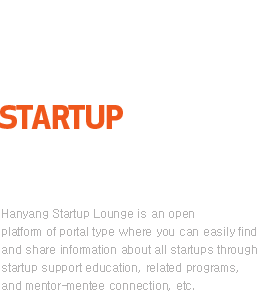 STARTUP
Hanyang Startup Lounge is an open
platform of portal type where you can easily find
and share information about all startups through
startup support education, related programs,
and mentor-mentee connection, etc.